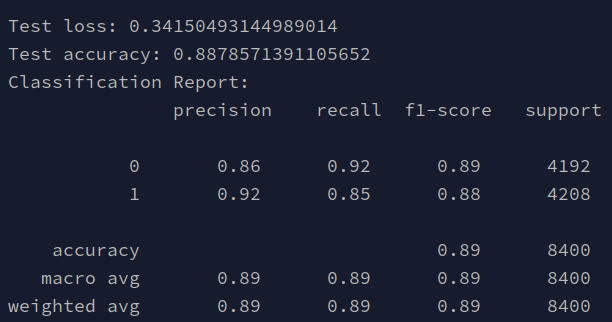 Test loss: 0.34150493144989014
Test accuracy: 0.8878571391105652
Classification Report:
precision recall f1-score support
0 0.86 0.92 0.89 4192
1 0.92 0.85 0.88 4208
accuracy 0.89 8400
macro avg 0.89 0.89 0.89 8400
weighted avg 0.89 0.89 0.89 8400